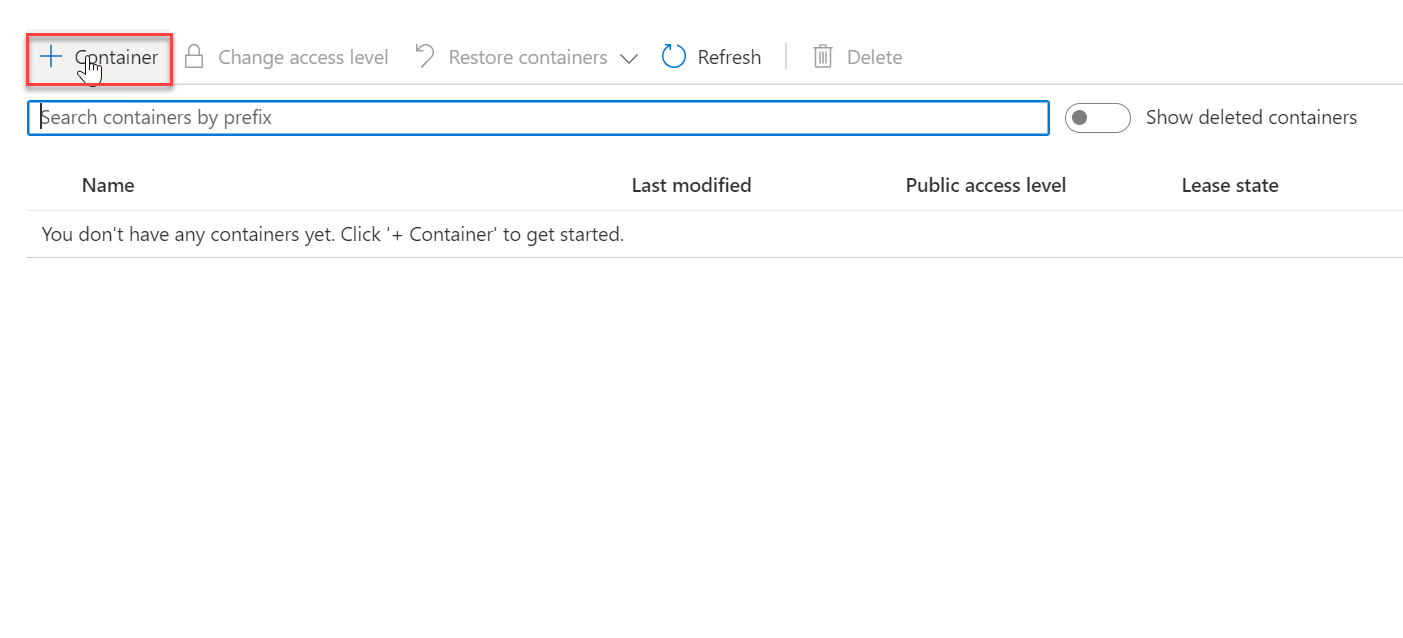 Container Change access level Restore containers Refresh Delete
Search containers by prefix Show deleted containers
Name Last modified Public access level Lease state
You don't have any containers yet. Click '+ Container' to get started.